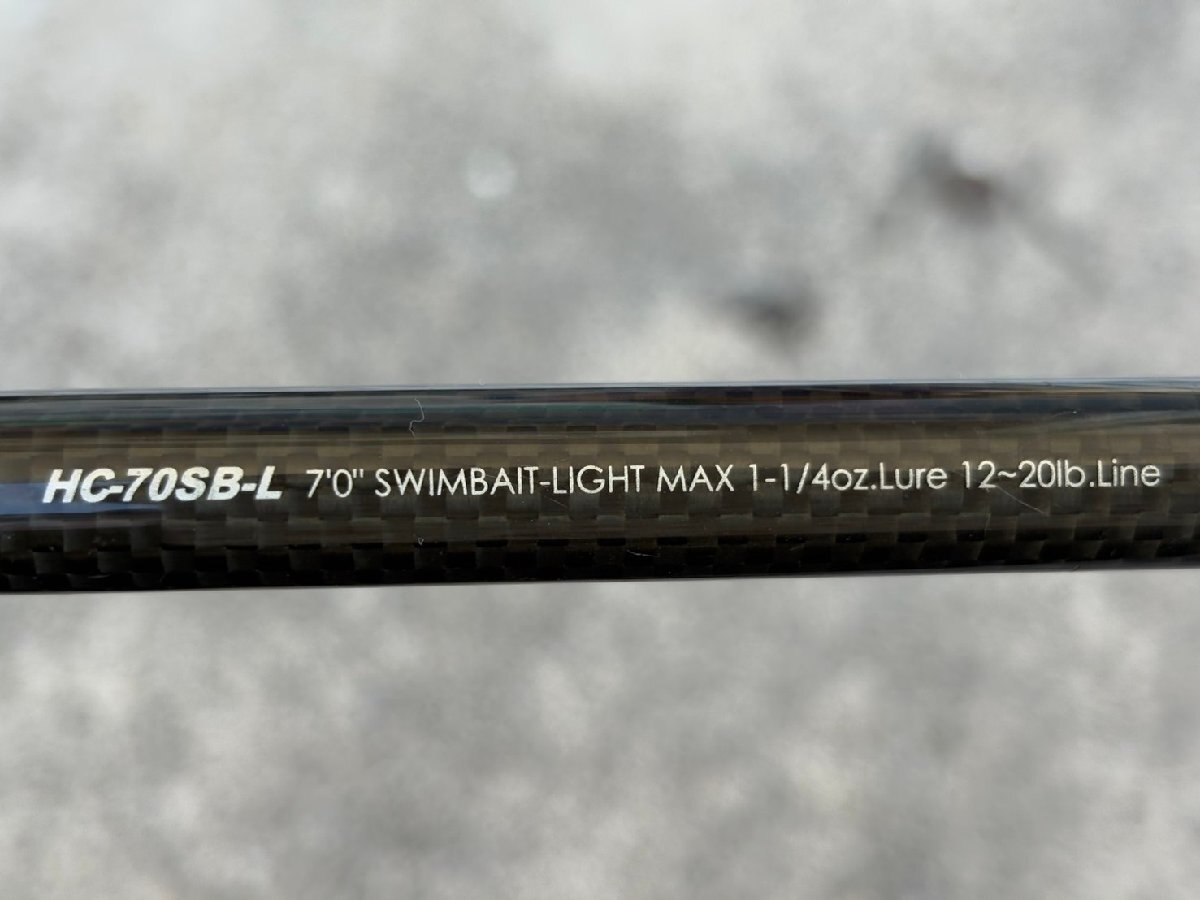 HC-70SB-L 7'0" SWIMBAIT-LIGHT MAX 1-1/4oz.Lure 12~20lb.Line